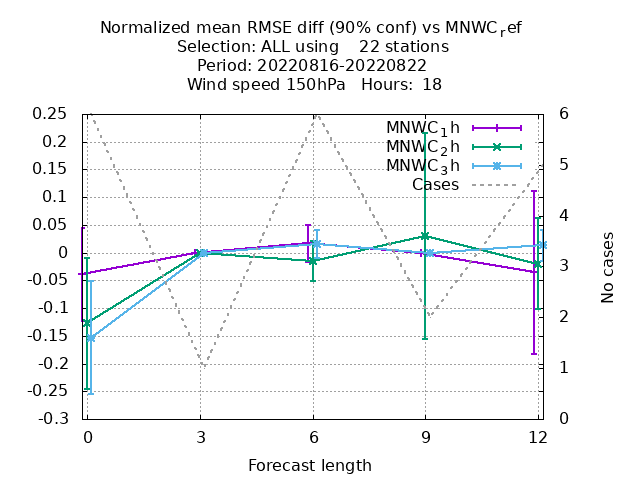 Normalized mean RMSE diff (90% conf) vs MNWC_ref
Selection: ALL using    22 stations
Period: 20220816-20220822
Wind speed 150hPa   Hours:  18
MNWC_1h
MNWC_2h
MNWC_3h
Cases
0.25
0.2
0.15
0.1
0.05
0
-0.05
-0.1
-0.15
-0.2
-0.25
-0.3
6
5
4
3
2
1
0
No cases
0 3 6 9 12
Forecast length